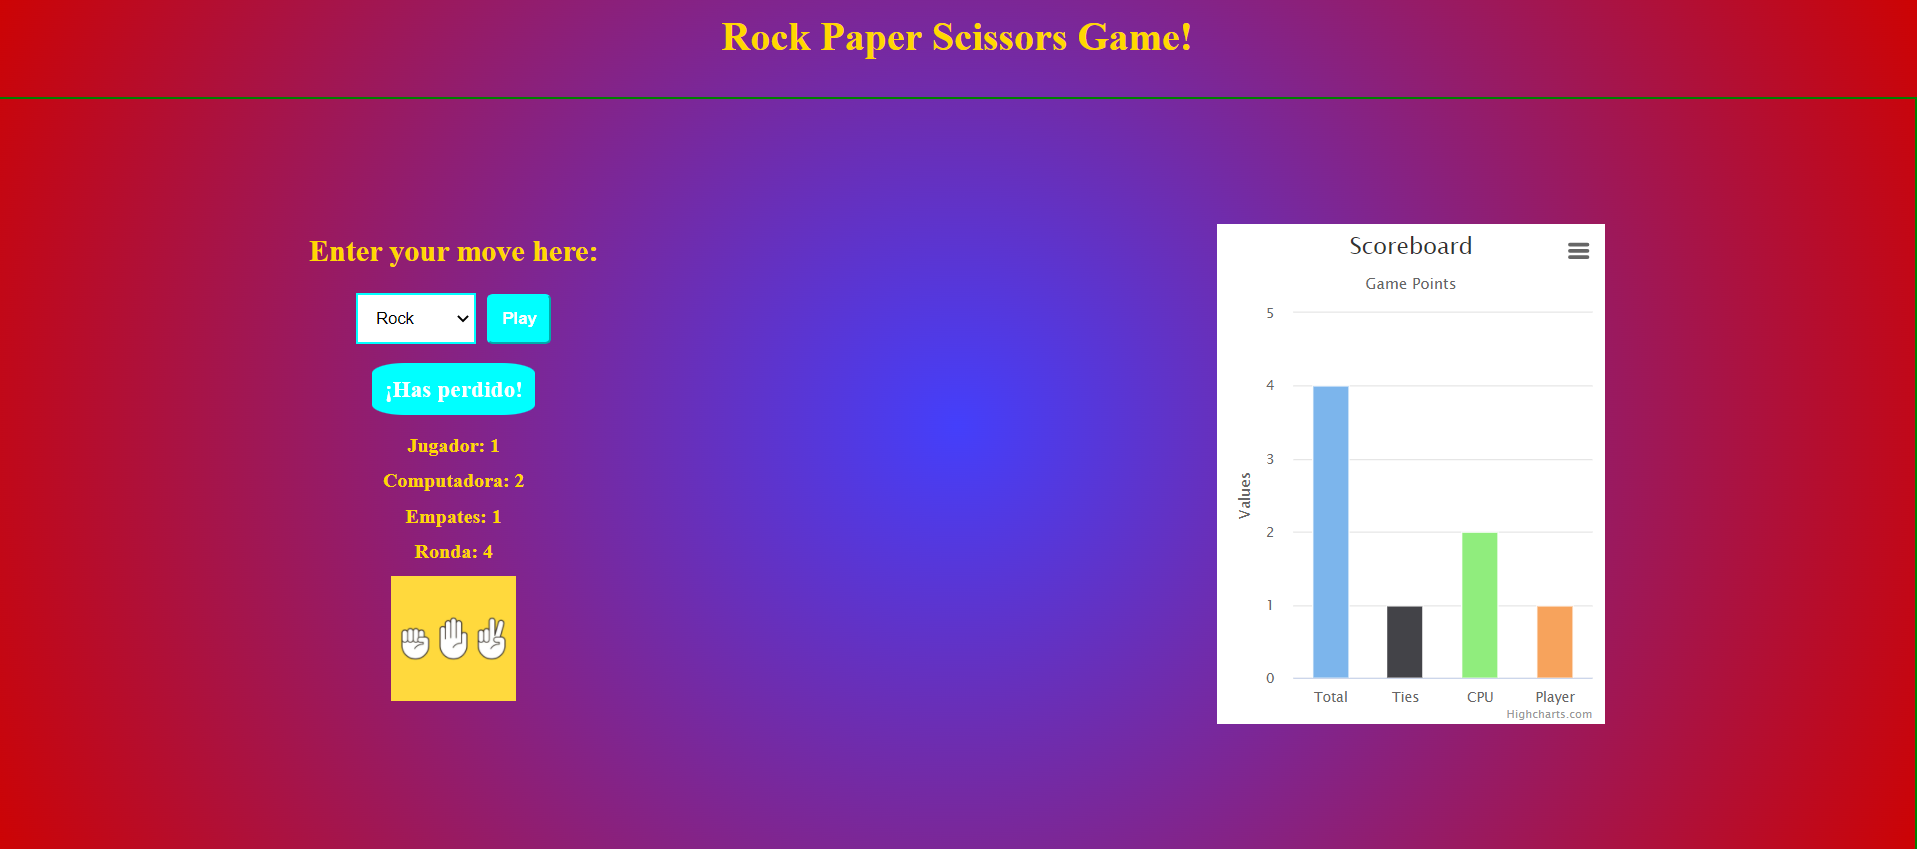 Rock Paper Scissors Game!
Enter your move here:
Rock
Play
¡Has perdido!
Jugador: 1
Computadora: 2
Empates: 1
Ronda: 4
Scoreboard
Game Points
Values
5
4
3
2
1
0
Total Ties CPU Player
Highcharts.com